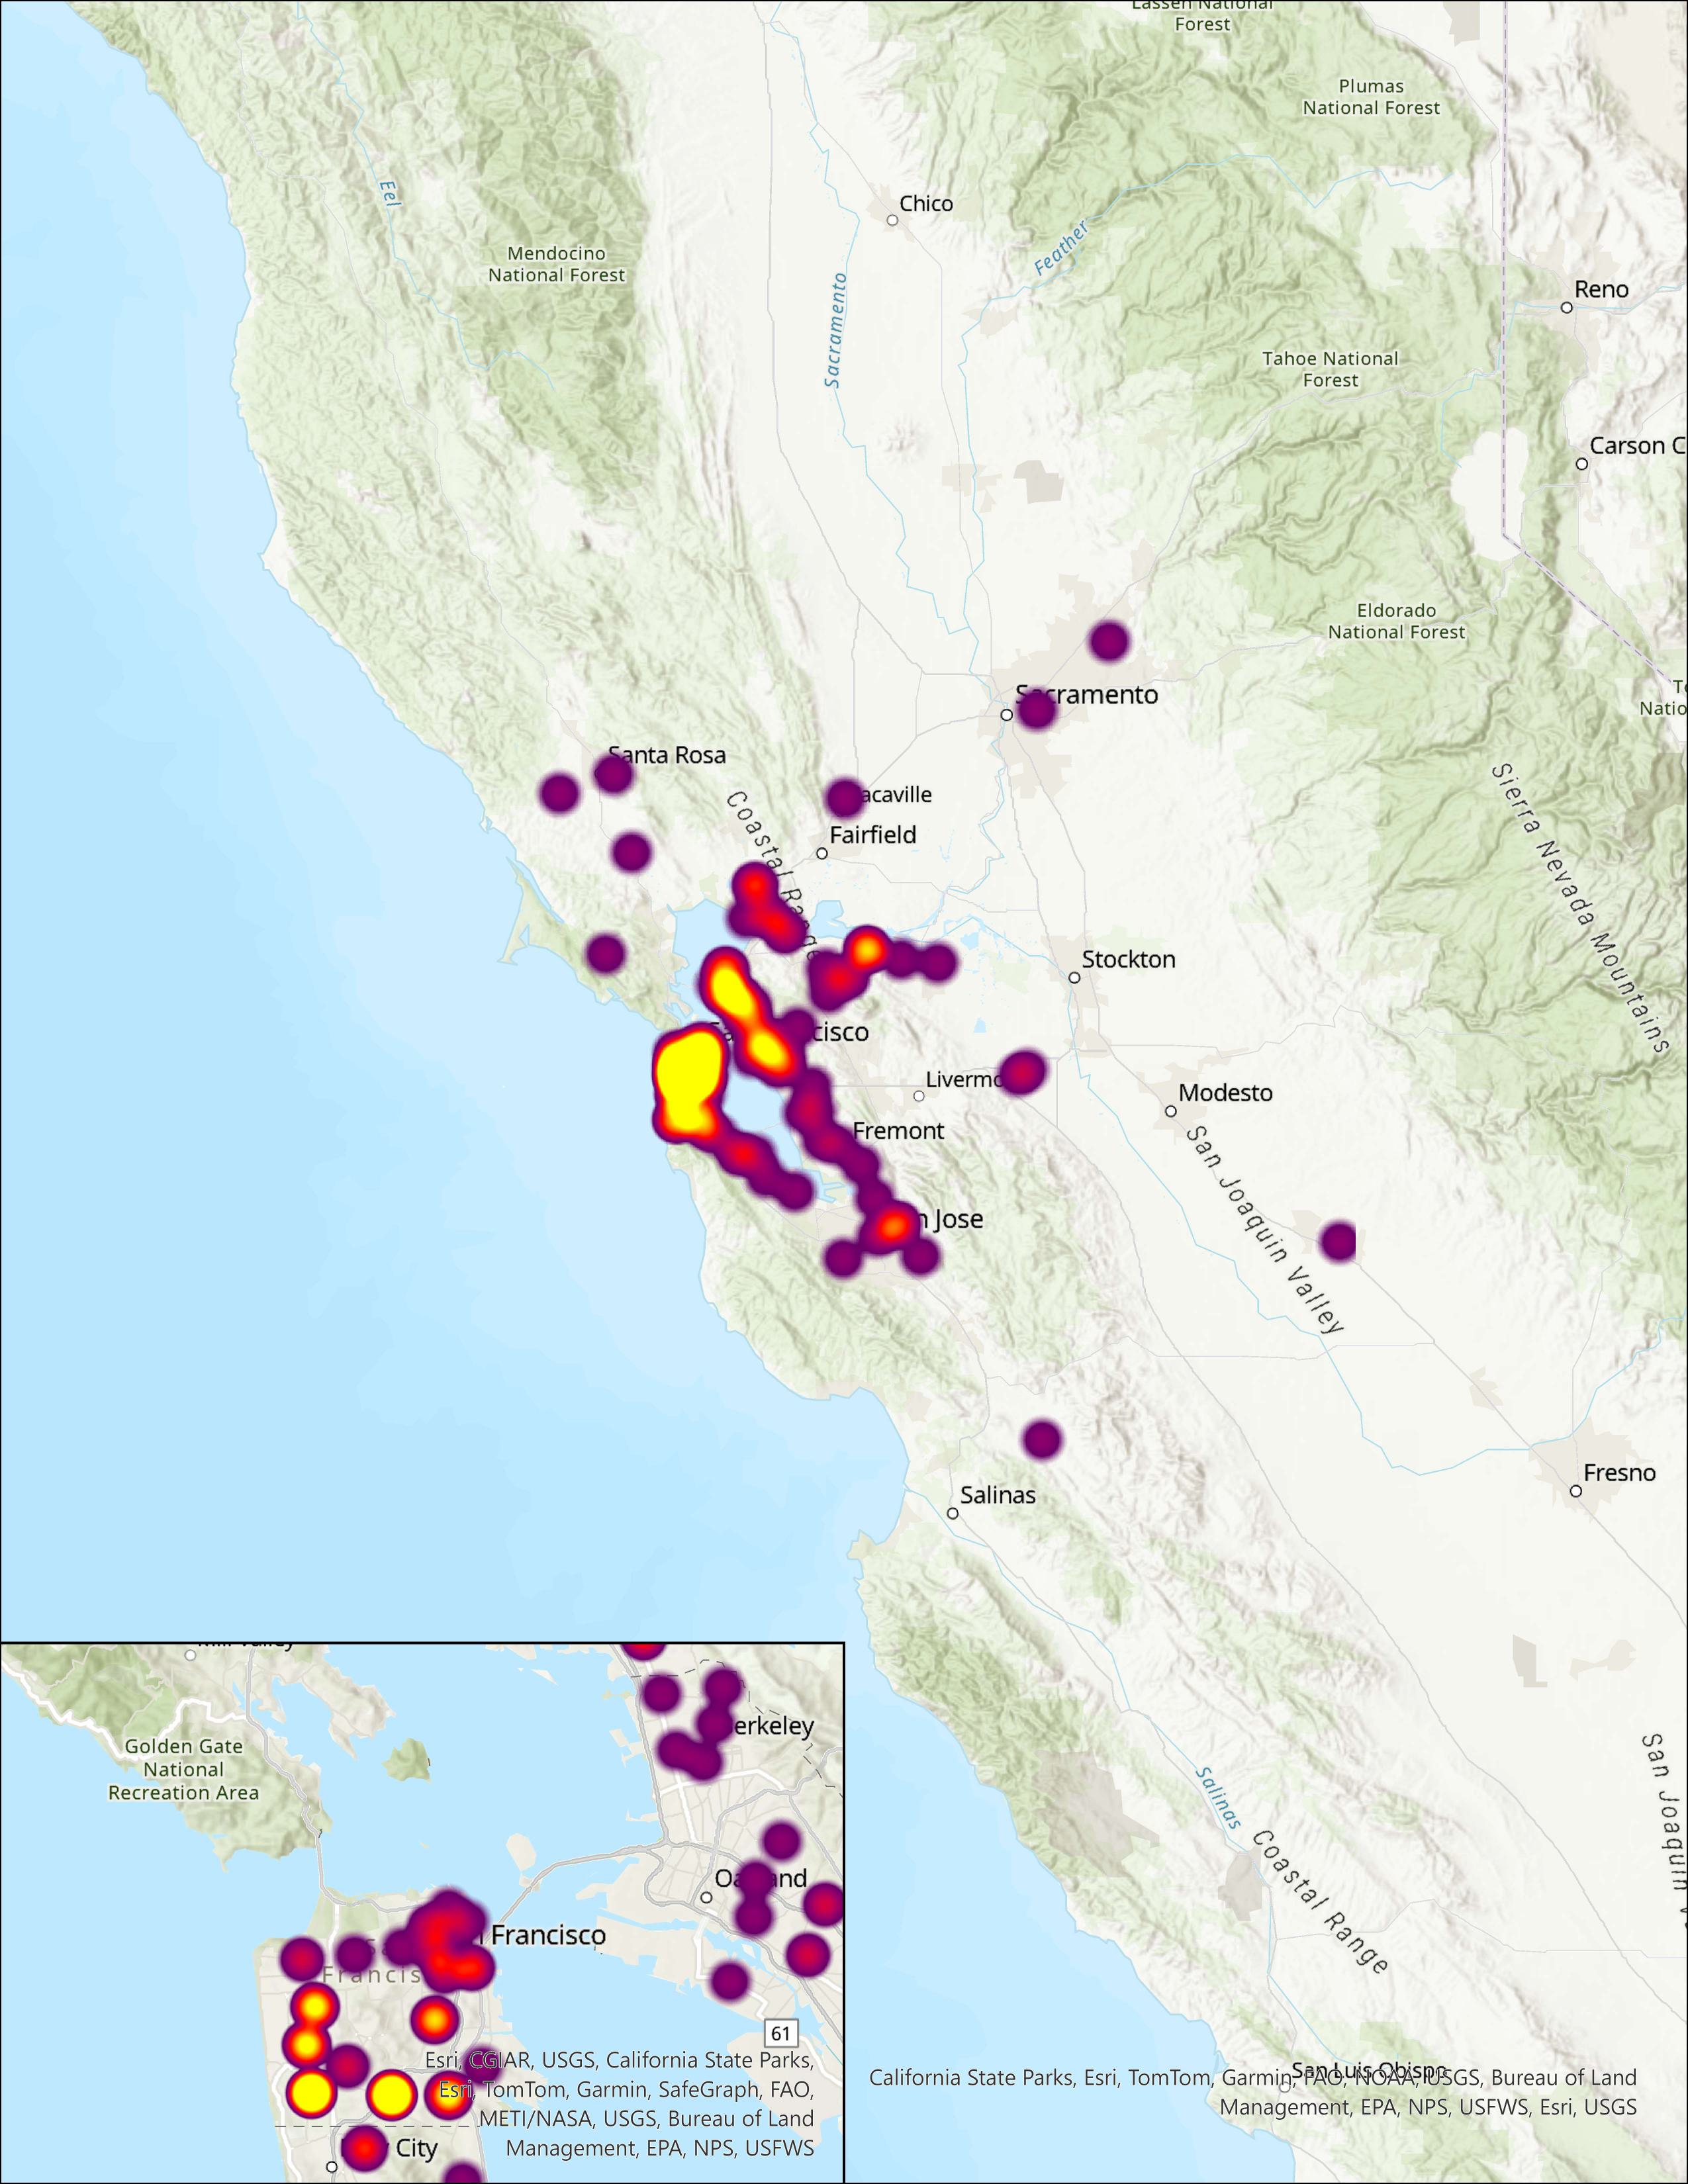 Lassen National
Forest
Plumas
National Forest
Eel
Chico
Feather
Mendocino
National Forest
Sacramento
Reno
Tahoe National
Forest
Carson C
Eldorado
National Forest
Sacramento
Natio
Santa Rosa
acaville
Coastal Range
Fairfield
Sierra Nevada Mountains
Stockton
cisco
Livermo
Modesto
Fremont
San Joaquin Valley
n Jose
Fresno
Salinas
Salinas
Coastal Range
San Joaquin V
San Luis Obispo
California State Parks, Esri, TomTom, Garmin, FAO, NOAA, USGS, Bureau of Land
Management, EPA, NPS, USFWS, Esri, USGS
Mill Valley
Golden Gate
National
Recreation Area
erkeley
Oakland
Francisco
Sa
Francis
61
City
Esri, CGIAR, USGS, California State Parks,
Esri, TomTom, Garmin, SafeGraph, FAO,
METI/NASA, USGS, Bureau of Land
Management, EPA, NPS, USFWS